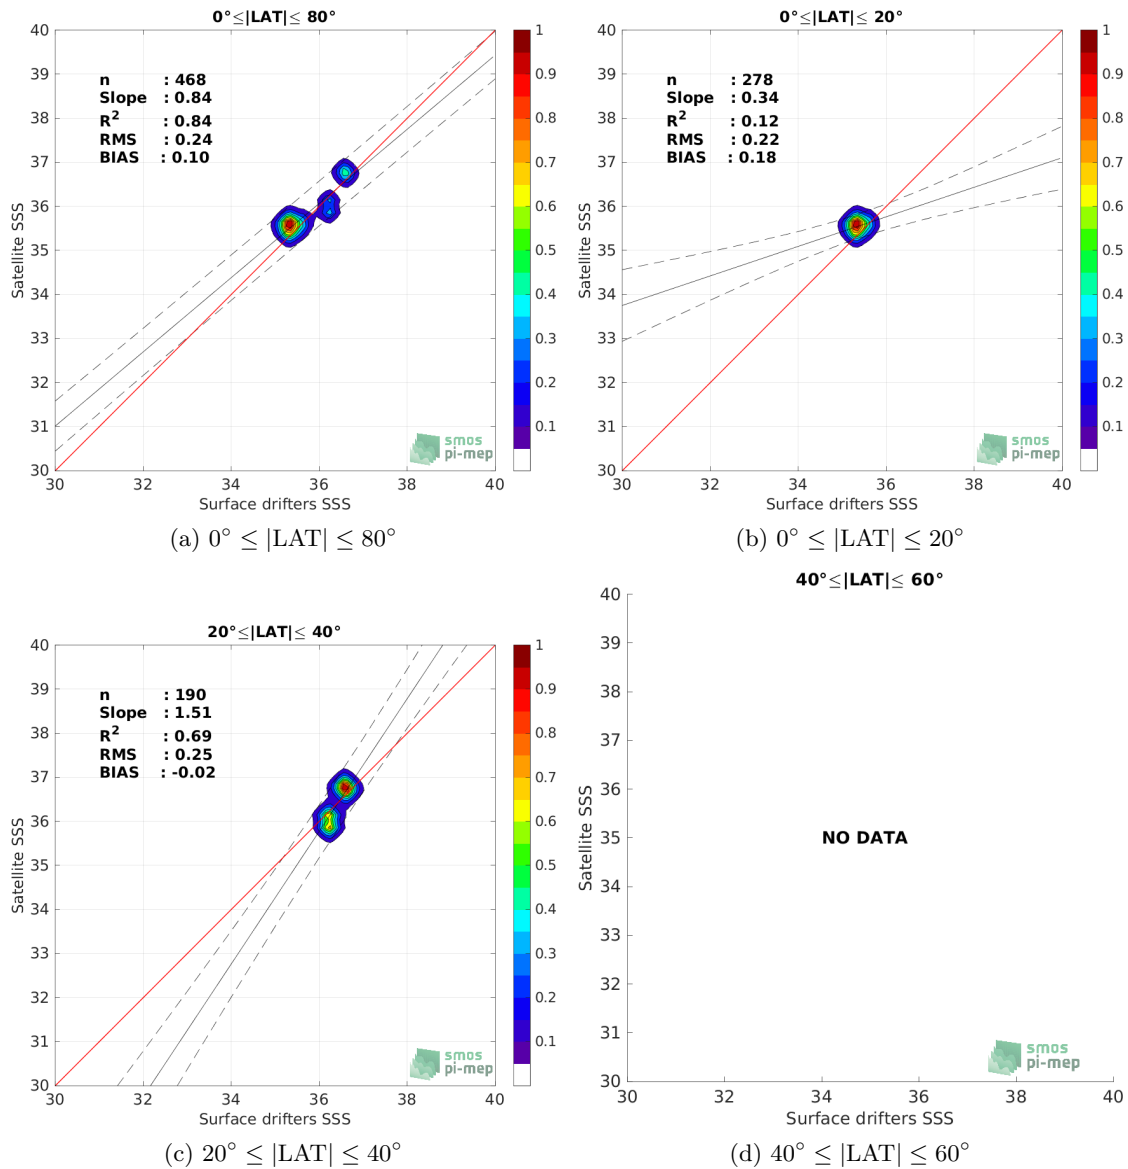 0°≤|LAT|≤ 80°
40
39
38
37
36
35
34
33
32
31
30
Satellite SSS
n : 468
Slope : 0.84
R² : 0.84
RMS : 0.24
BIAS : 0.10
1
0.9
0.8
0.7
0.6
0.5
0.4
0.3
0.2
0.1
smos
pi-mep
30 32 34 36 38 40
Surface drifters SSS
(a) 0° ≤ |LAT| ≤ 80°
0°≤|LAT|≤ 20°
40
39
38
37
36
35
34
33
32
31
30
Satellite SSS
n : 278
Slope : 0.34
R² : 0.12
RMS : 0.22
BIAS : 0.18
1
0.9
0.8
0.7
0.6
0.5
0.4
0.3
0.2
0.1
smos
pi-mep
30 32 34 36 38 40
Surface drifters SSS
(b) 0° ≤ |LAT| ≤ 20°
20°≤|LAT|≤ 40°
40
39
38
37
36
35
34
33
32
31
30
Satellite SSS
n : 190
Slope : 1.51
R² : 0.69
RMS : 0.25
BIAS : -0.02
1
0.9
0.8
0.7
0.6
0.5
0.4
0.3
0.2
0.1
smos
pi-mep
30 32 34 36 38 40
Surface drifters SSS
(c) 20° ≤ |LAT| ≤ 40°
40°≤|LAT|≤ 60°
40
39
38
37
36
35
34
33
32
31
30
Satellite SSS
NO DATA
smos
pi-mep
30 32 34 36 38 40
Surface drifters SSS
(d) 40° ≤ |LAT| ≤ 60°